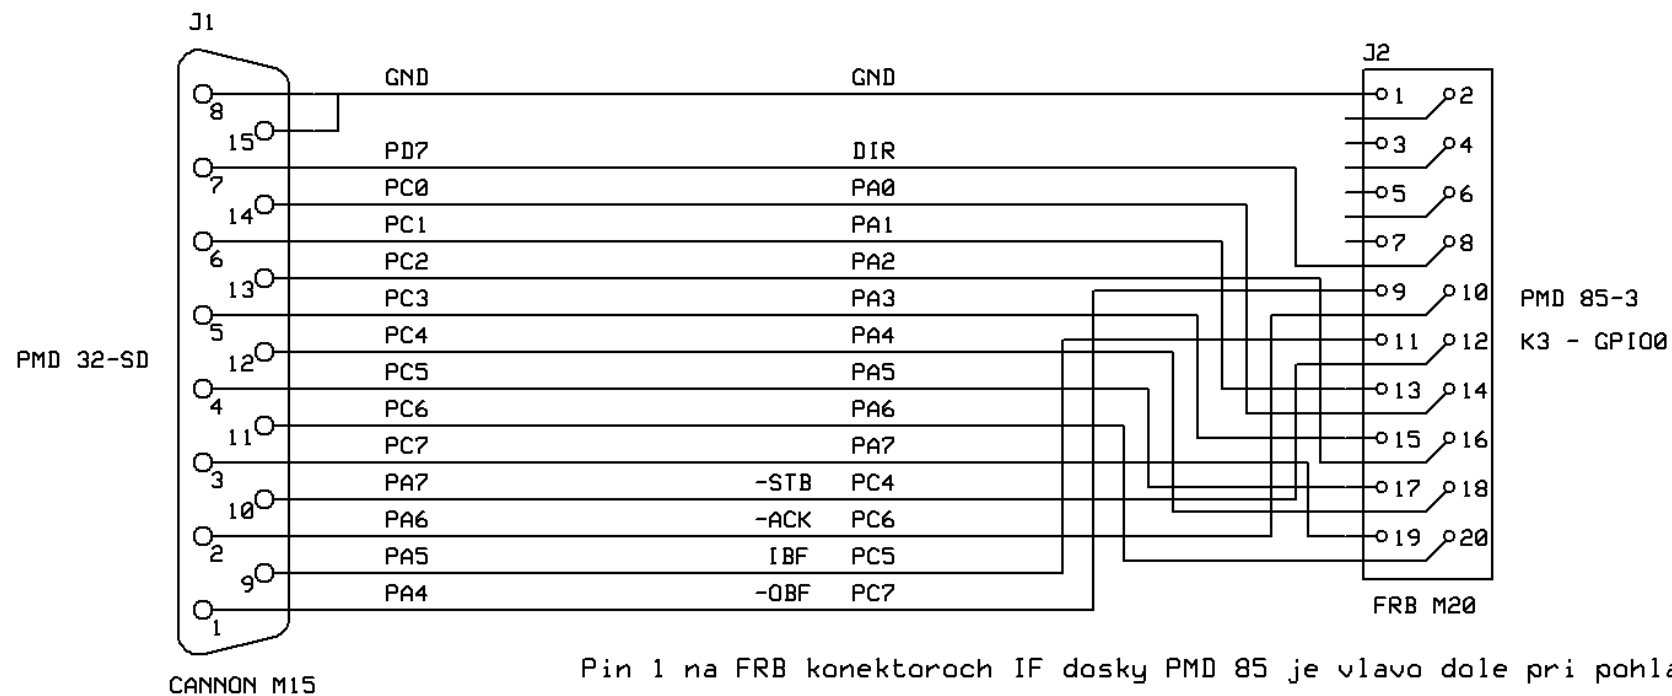 J1
J2
GND GND
8
1 2
15
3 4
PD7 DIR
7
PC0 PA0
5 6
14
PC1 PA1
6
7 8
PC2 PA2
13
PC3 PA3
9 10
PMD 85-3
5
PC4 PA4
11 12
K3 - GPIO0
PMD 32-SD
12
PC5 PA5
4
13 14
PC6 PA6
11
PC7 PA7
15 16
3
PA7 -STB PC4
17 18
10
PA6 -ACK PC6
2
19 20
PA5 IBF PC5
9
PA4 -OBF PC7
1
FRB M20
Pin 1 na FRB konektoroch IF dosky PMD 85 je vlavo dole pri
CANNON M15